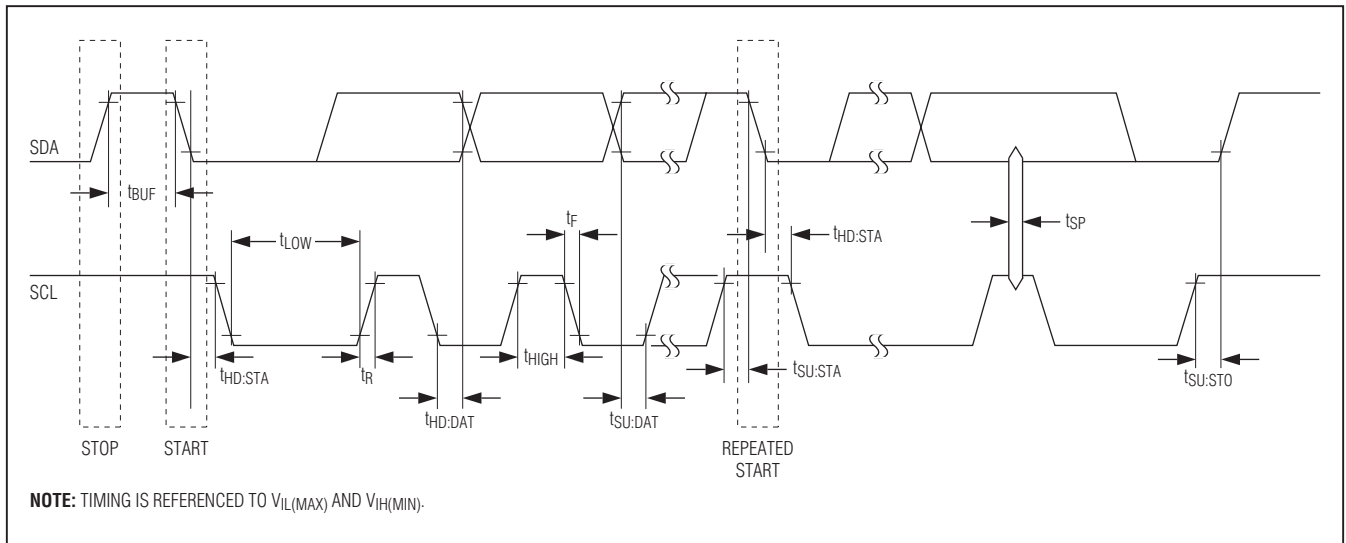 SDA
tBUF
tF
tLOW
tHD:STA
tSP
SCL
tHD:STA
tR
tHIGH
tSU:STA
tSU:STO
tHD:DAT
tSU:DAT
STOP
START
REPEATED
START
NOTE: TIMING IS REFERENCED TO VIL(MAX) AND VIH(MIN).